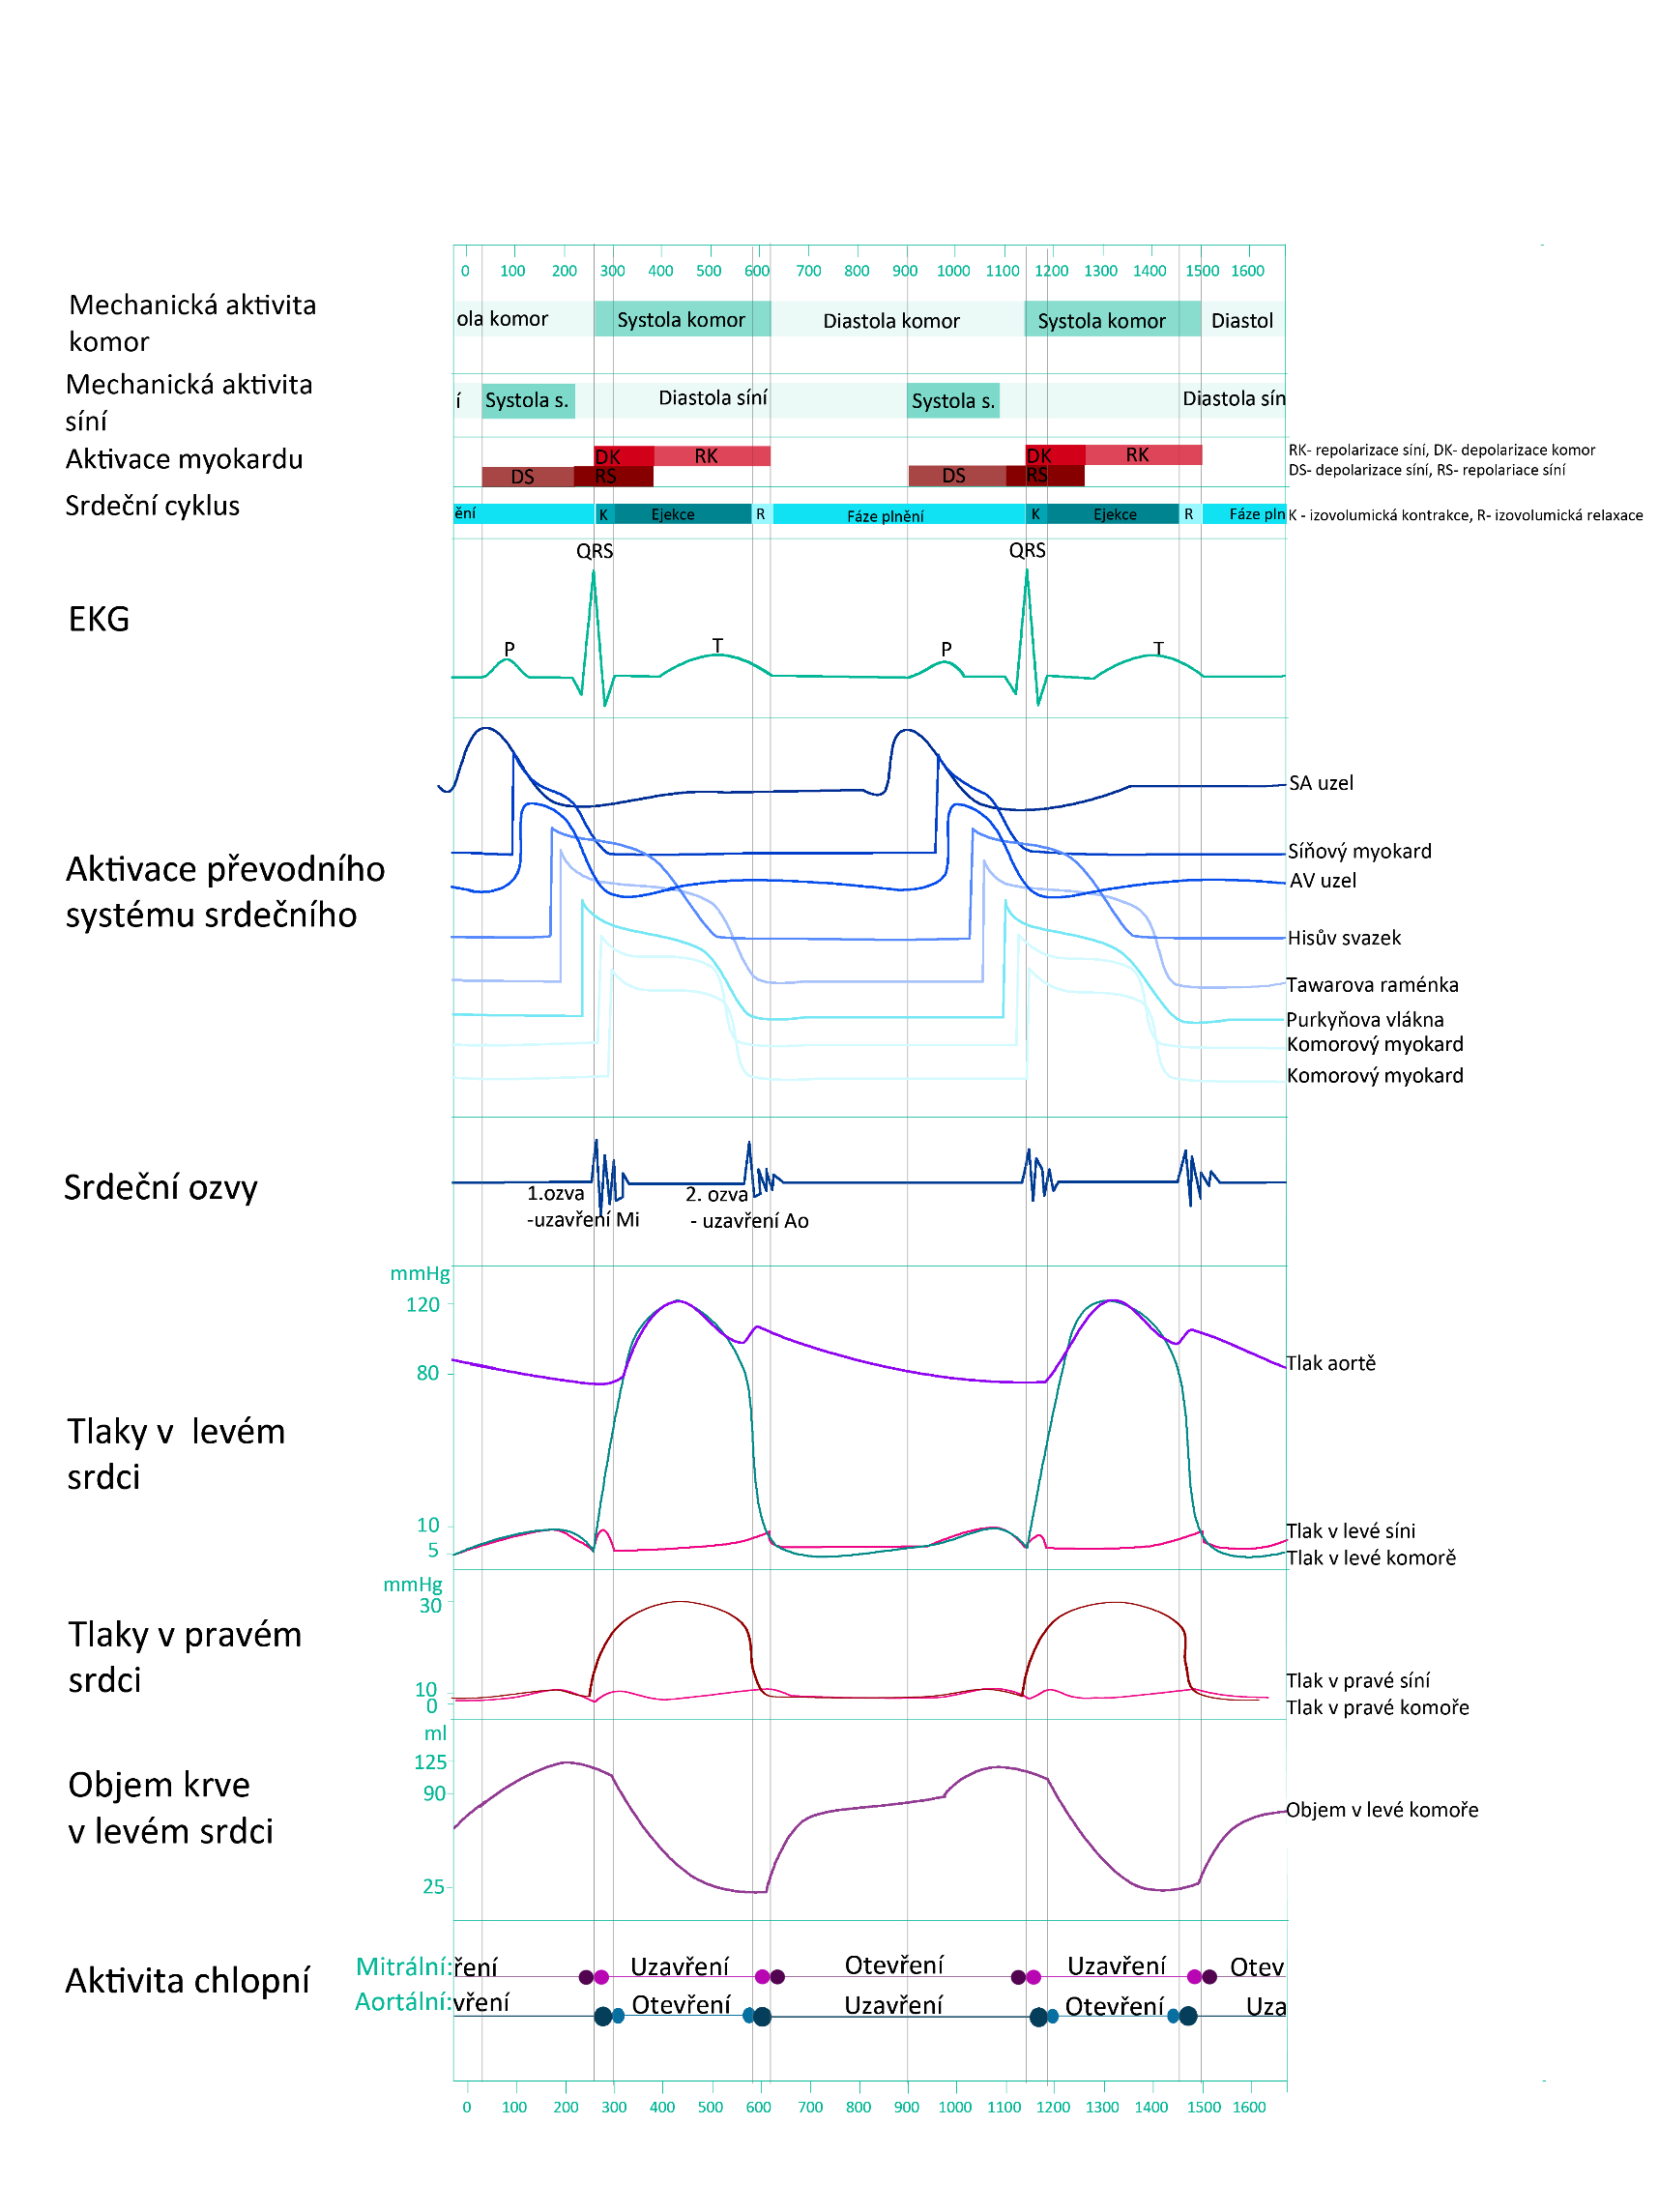 0 100 200 300 400 500 600 700 800 900 1000 1100 1200 1300 1400 1500 1600
Mechanická aktivita
komor
ola komor Systola komor Diastola komor Systola komor Diastol
Mechanická aktivita
síní
í Systola s. Diastola síní Systola s. Diastola sín
Aktivace myokardu
DK RK DK RK
RK- repolarizace síní, DK- depolarizace komor
DS RS DS RS
DS- depolarizace síní, RS- repolariace síní
Srdeční cyklus
ění K Ejekce R Fáze plnění K Ejekce R Fáze pln
K - izovolumická kontrakce, R- izovolumická relaxace
EKG
QRS QRS
P T P T
Aktivace převodního
systému srdečního
SA uzel
Síňový myokard
AV uzel
Hisův svazek
Tawarova raménka
Purkyňova vlákna
Komorový myokard
Komorový myokard
Srdeční ozvy
1.ozva 2. ozva
-uzavření Mi - uzavření Ao
Tlaky v levém
srdci
mmHg
120
80
10
5
Tlak aortě
Tlak v levé síni
Tlak v levé komorě
Tlaky v pravém
srdci
mmHg
30
10
0
Tlak v pravé síní
Tlak v pravé komoře
Objem krve
v levém srdci
ml
125
90
25
Objem v levé komoře
Aktivita chlopní
Mitrální: ření Uzavření Otevření Uzavření Otev
Aortální: vření Otevření Uzavření Otevření Uza
0 100 200 300 400 500 600 700 800 900 1000 1100 1200 1300 1400 1500 1600